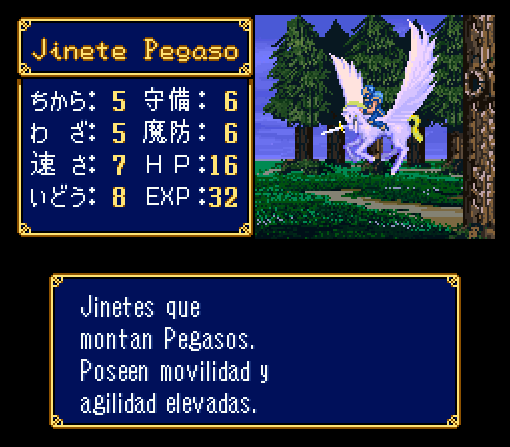 Jinete Pegaso
ちから: 5 守備: 6
わざ: 5 魔防: 6
速さ: 7 HP:16
いどう: 8 EXP:32
Jinetes que
montan Pegasos.
Poseen movilidad y
agilidad elevadas.